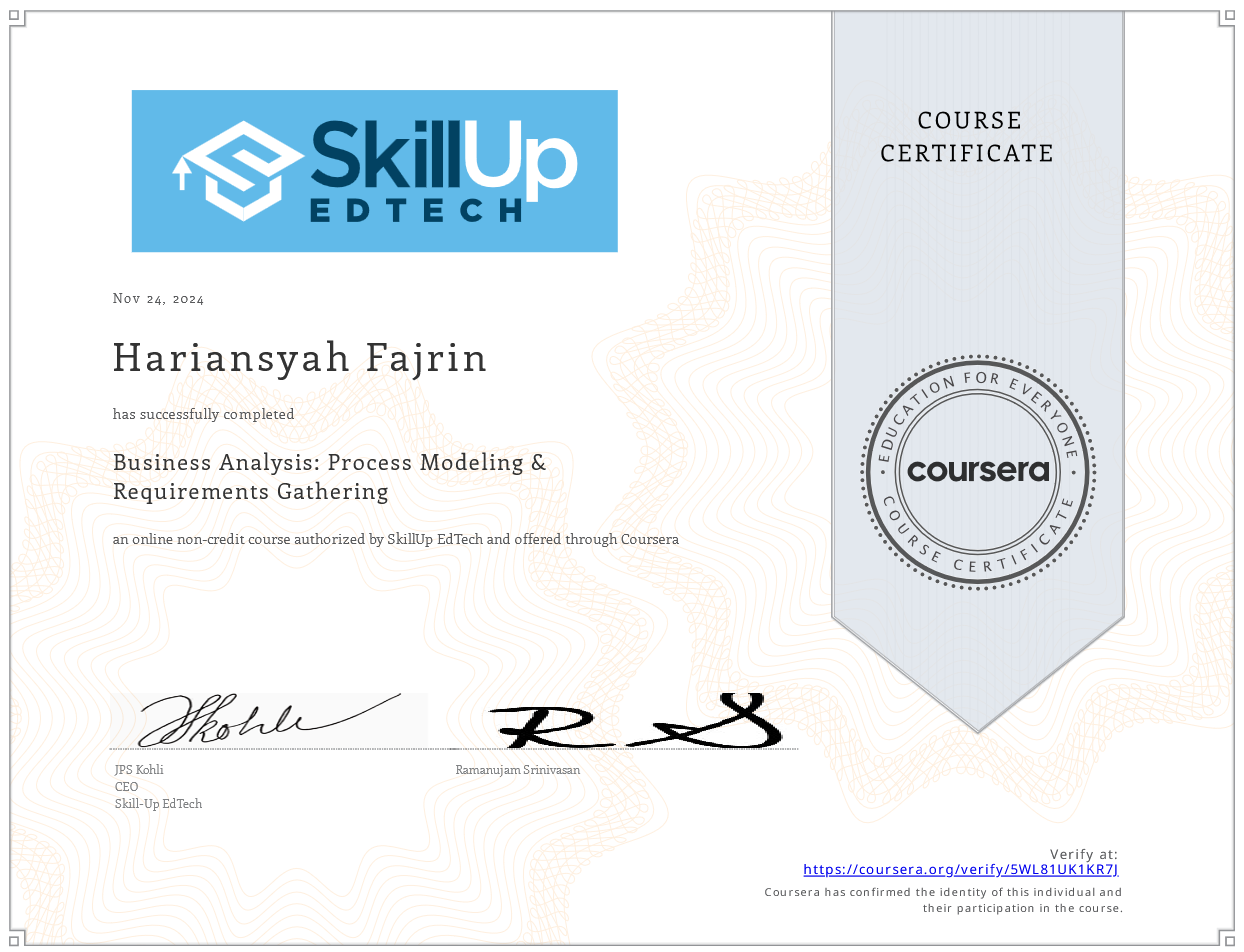 SkillUp
EDTECH
COURSE
CERTIFICATE
Nov 24, 2024
Hariansyah Fajrin
has successfully completed
Business Analysis: Process Modeling &
Requirements Gathering
an online non-credit course authorized by SkillUp EdTech and offered through Coursera
EDUCATION FOR EVERYONE
coursera
COURSE CERTIFICATE
JPS Kohli
CEO
Skill-Up EdTech
Ramanujam Srinivasan
Verify at:
https://coursera.org/verify/5WL81UK1KR7J
Coursera has confirmed the identity of this individual and
their participation in the course.